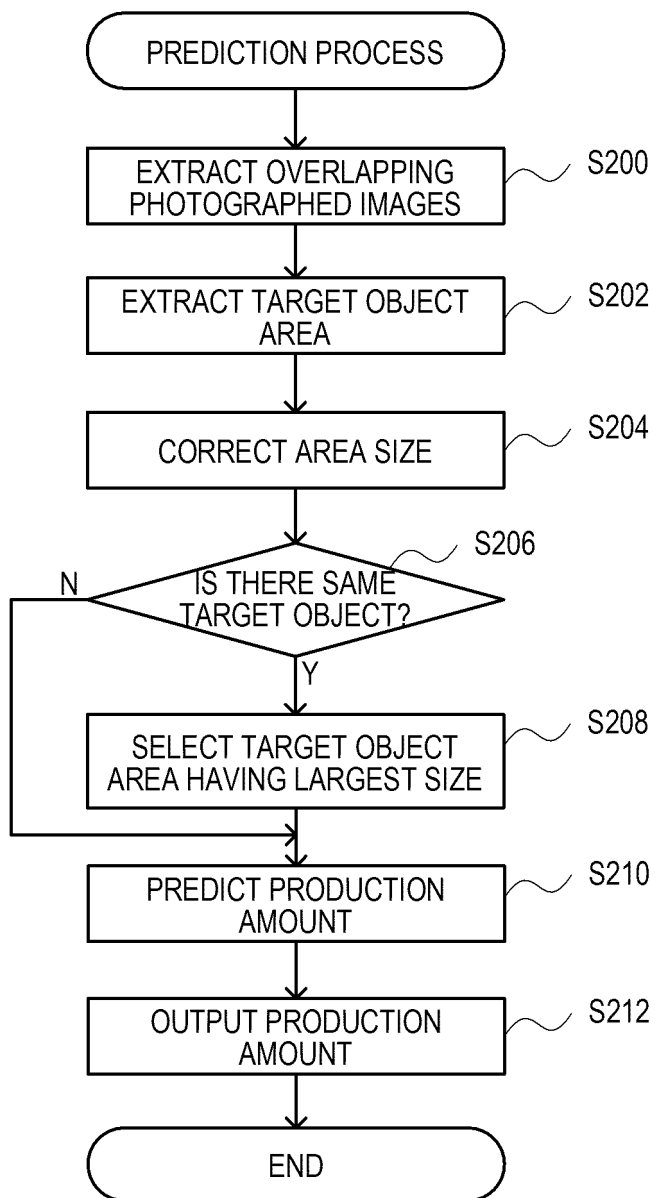 PREDICTION PROCESS
EXTRACT OVERLAPPING
PHOTOGRAPHED IMAGES
S200
EXTRACT TARGET OBJECT
AREA
S202
CORRECT AREA SIZE
S204
S206
N
IS THERE SAME
TARGET OBJECT?
Y
SELECT TARGET OBJECT
AREA HAVING LARGEST SIZE
S208
PREDICT PRODUCTION
AMOUNT
S210
OUTPUT PRODUCTION
AMOUNT
S212
END